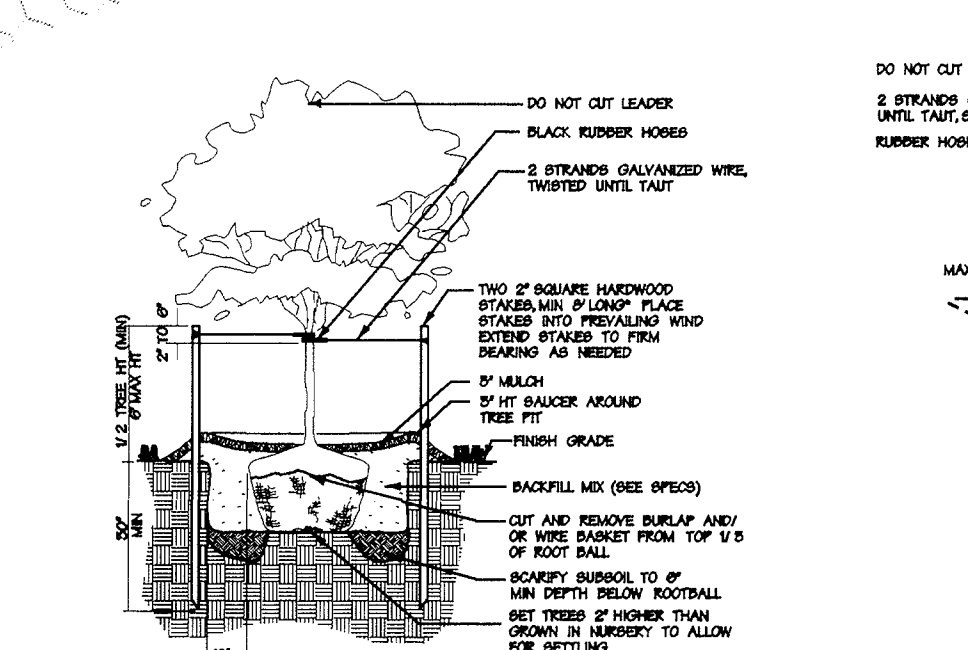 DO NOT CUT LEADER
BLACK RUBBER HOSES
2 STRANDS GALVANIZED WIRE,
TWISTED UNTIL TAUT
TWO 2" SQUARE HARDWOOD
STAKES, MIN 8' LONG" PLACE
STAKES INTO PREVAILING WIND
EXTEND STAKES TO FIRM
BEARING AS NEEDED
3" MULCH
3" HT SAUCER AROUND
TREE PIT
FINISH GRADE
BACKFILL MIX (SEE SPECS)
CUT AND REMOVE BURLAP AND/
OR WIRE BASKET FROM TOP 1/3
OF ROOT BALL
SCARIFY SUBSOIL TO 6"
MIN DEPTH BELOW ROOTBALL
SET TREES 2" HIGHER THAN
GROWN IN NURSERY TO ALLOW
FOR SETTLING
1/2 TREE HT (MIN)
6' MAX HT
2" TO 6"
30"
MIN
DO NOT CUT
2 STRANDS
UNTIL TAUT,
RUBBER